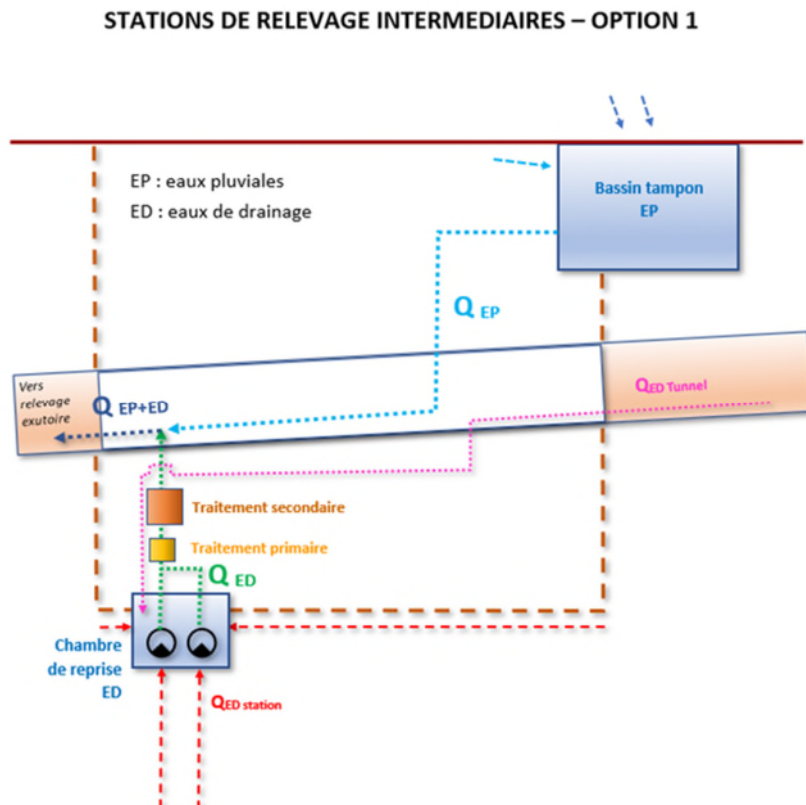 STATIONS DE RELEVAGE INTERMEDIAIRES – OPTION 1
EP : eaux pluviales
ED : eaux de drainage
Bassin tampon
EP
Q EP
Vers
relevage
exutoire
Q EP+ED
QED Tunnel
Traitement secondaire
Traitement primaire
Q ED
Chambre
de reprise
ED
QED station